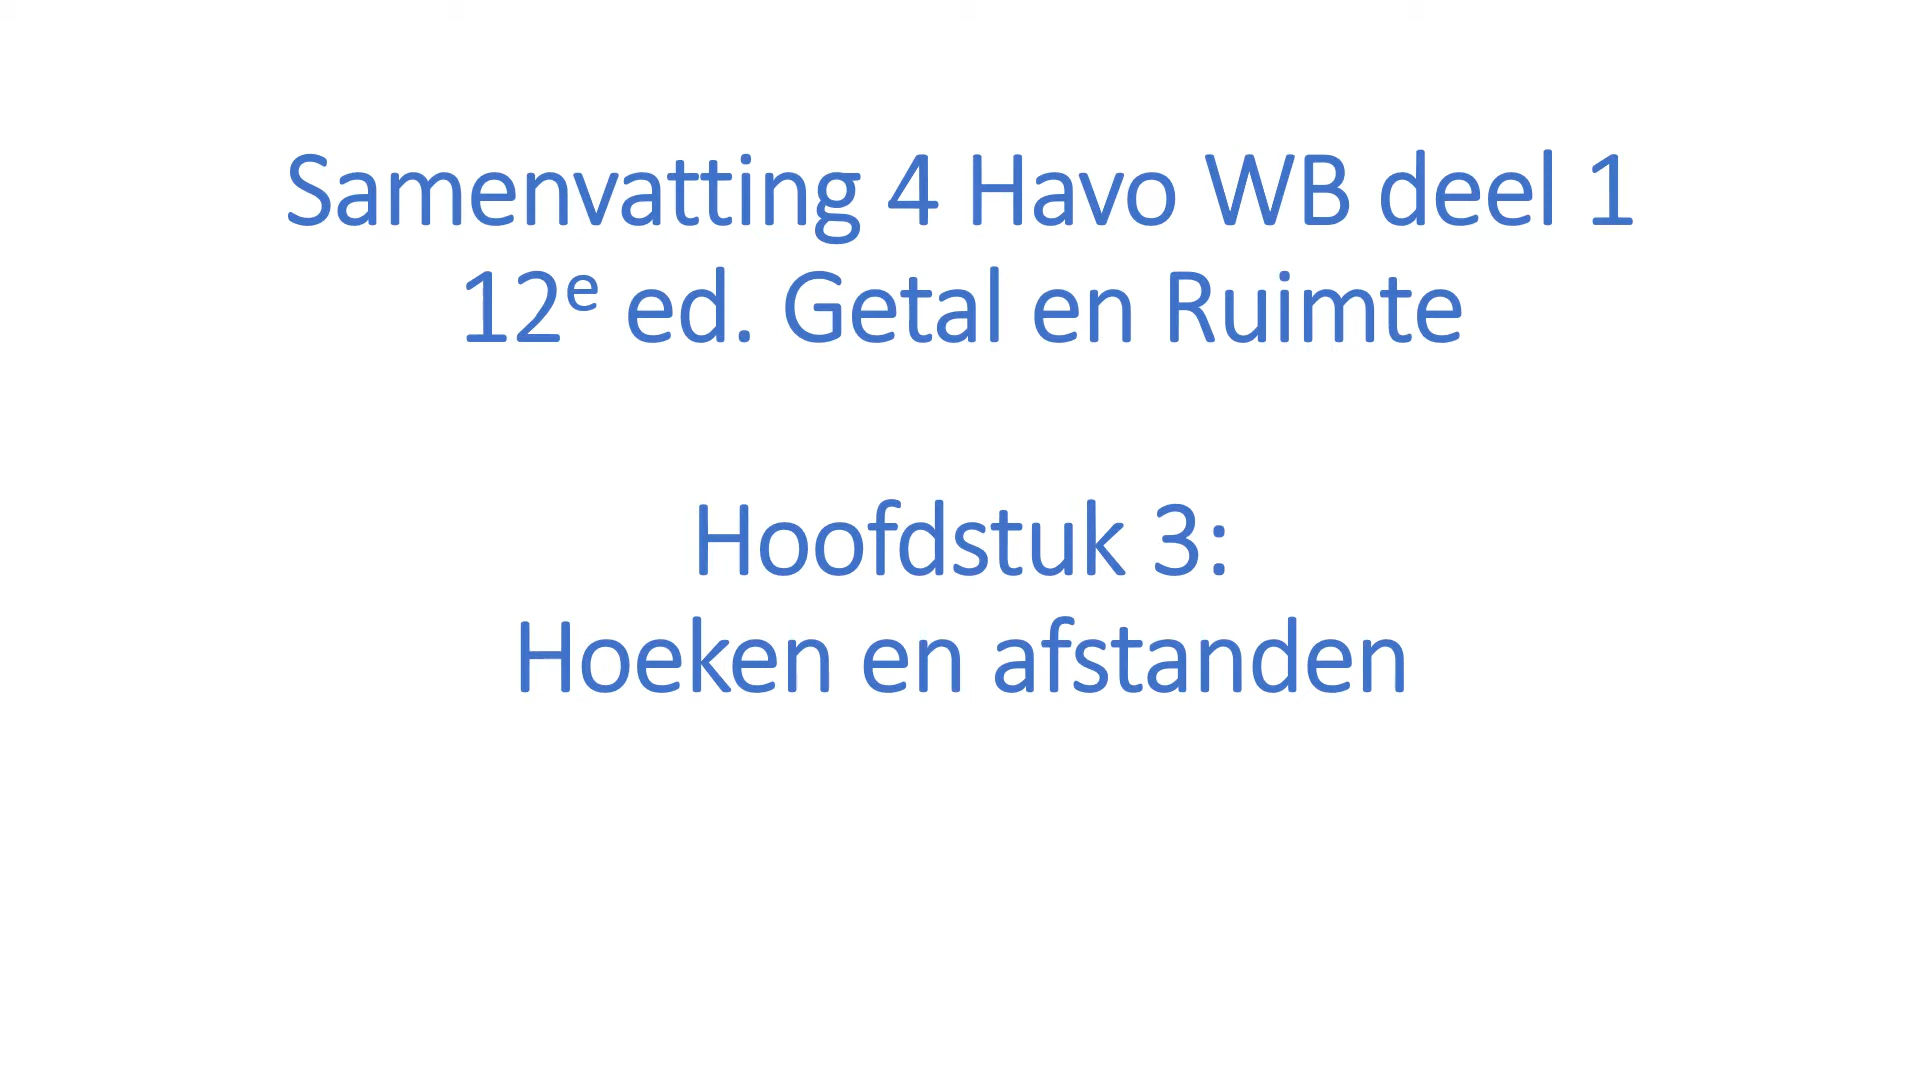 Samenvatting 4 Havo WB deel 1
12e ed. Getal en Ruimte
Hoofdstuk 3:
Hoeken en afstanden